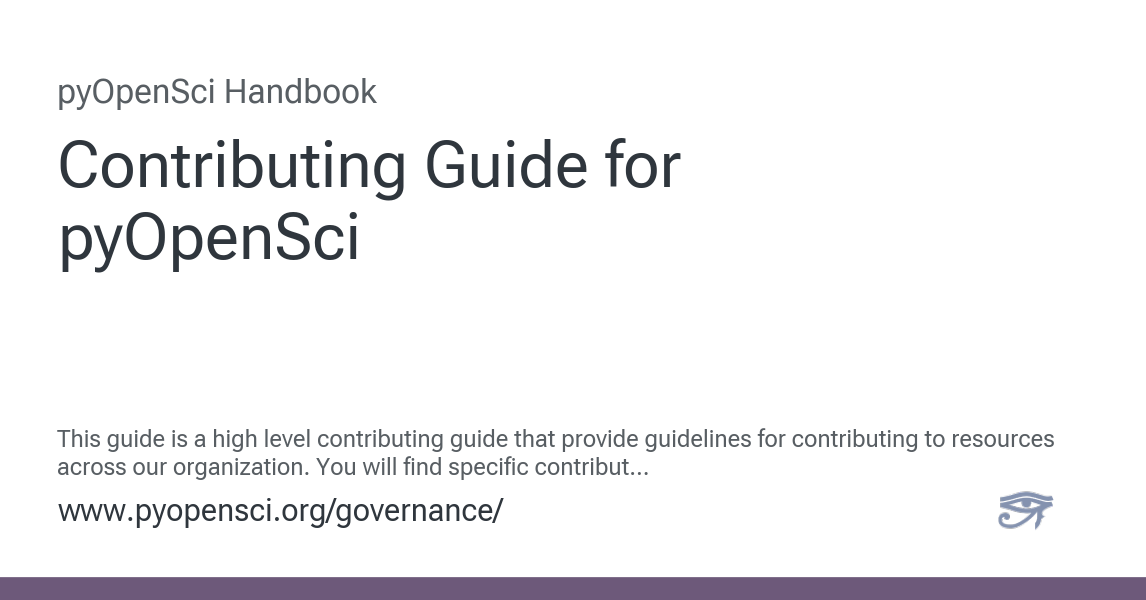 pyOpenSci Handbook
Contributing Guide for
pyOpenSci
This guide is a high level contributing guide that provide guidelines for contributing to resources
across our organization. You will find specific contribut...
www.pyopensci.org/governance/